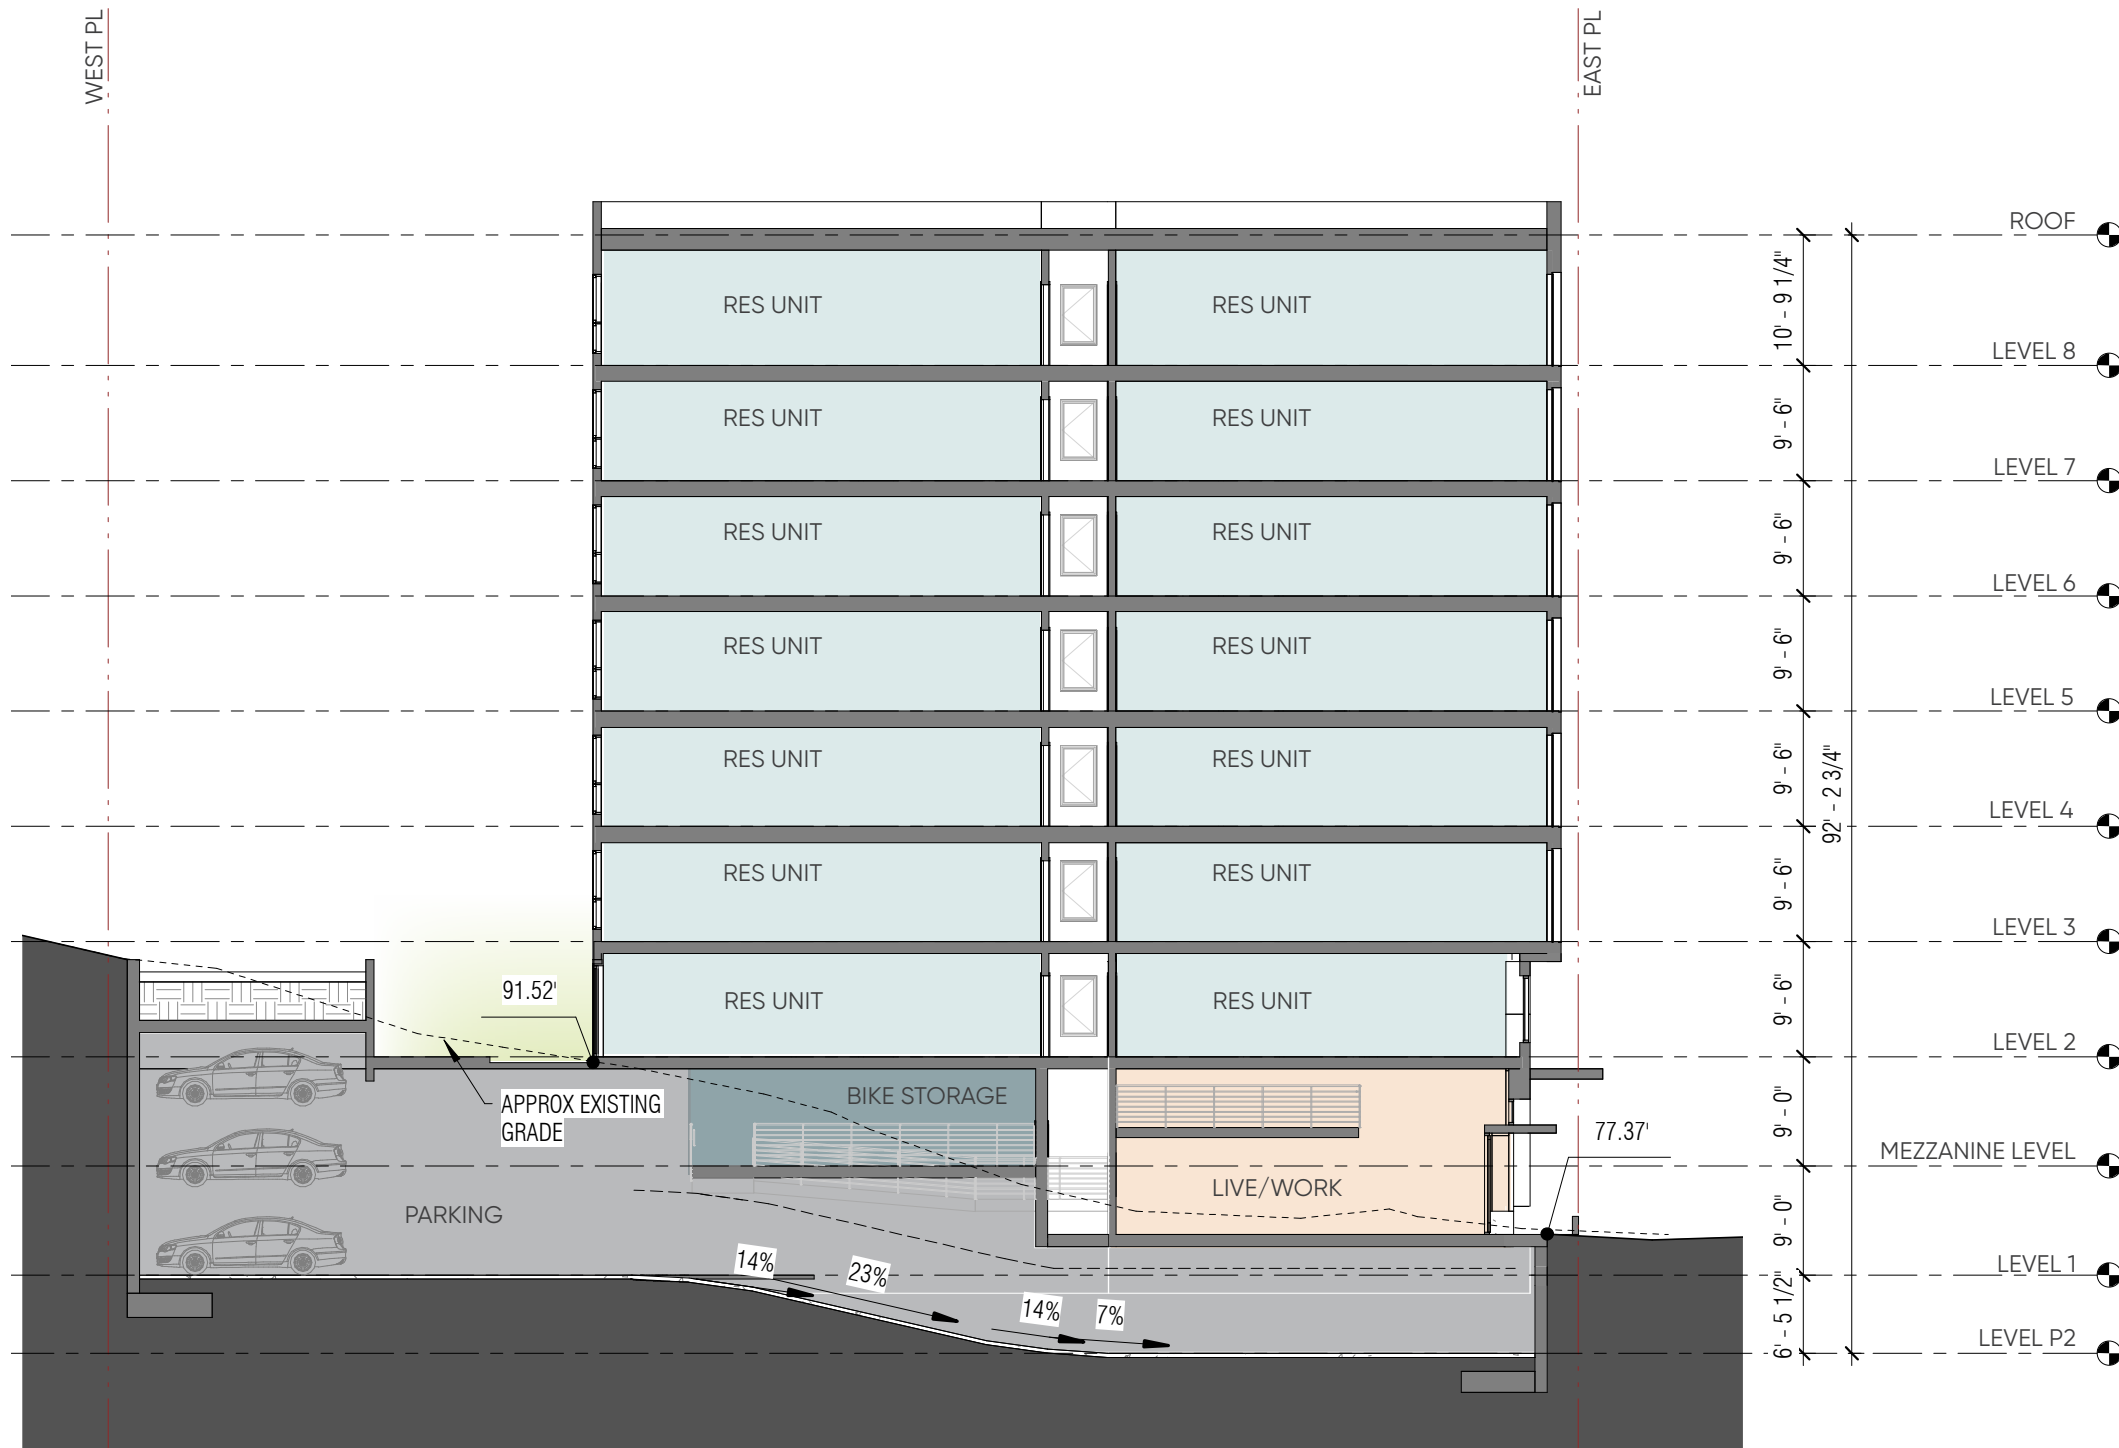 WEST PL
EAST PL
ROOF
10' - 9 1/4"
RES UNIT
RES UNIT
LEVEL 8
9' - 6"
RES UNIT
RES UNIT
LEVEL 7
9' - 6"
RES UNIT
RES UNIT
LEVEL 6
9' - 6"
RES UNIT
RES UNIT
LEVEL 5
9' - 6"
92' - 2 3/4"
RES UNIT
RES UNIT
LEVEL 4
9' - 6"
RES UNIT
RES UNIT
LEVEL 3
9' - 6"
91.52'
RES UNIT
RES UNIT
LEVEL 2
9' - 0"
APPROX EXISTING
GRADE
BIKE STORAGE
77.37'
MEZZANINE LEVEL
9' - 0"
PARKING
LIVE/WORK
14%
23%
LEVEL 1
14%
7%
6' - 5 1/2"
LEVEL P2